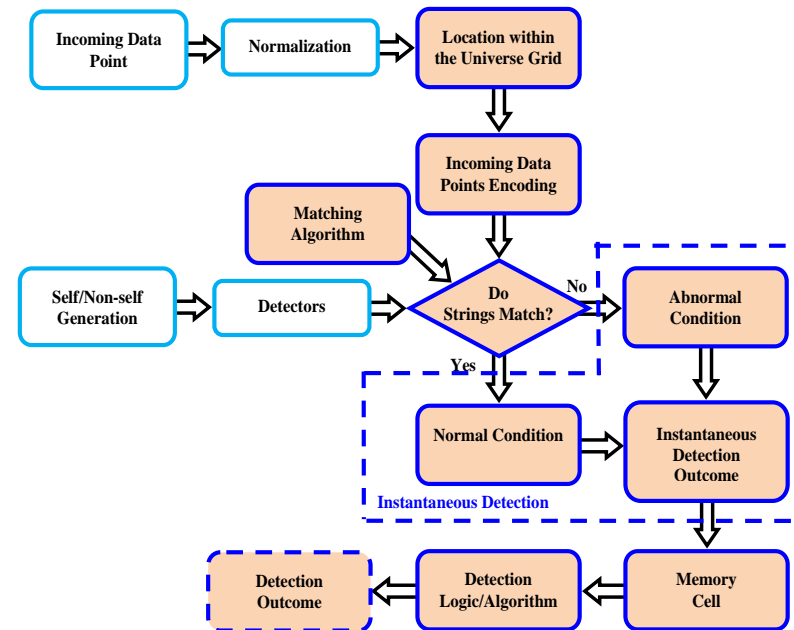 Incoming Data
Point
Normalization
Location within
the Universe Grid
Incoming Data
Points Encoding
Matching
Algorithm
Self/Non-self
Generation
Detectors
Do
Strings Match?
No
Abnormal
Condition
Yes
Normal Condition
Instantaneous
Detection
Outcome
Instantaneous Detection
Detection
Outcome
Detection
Logic/Algorithm
Memory
Cell